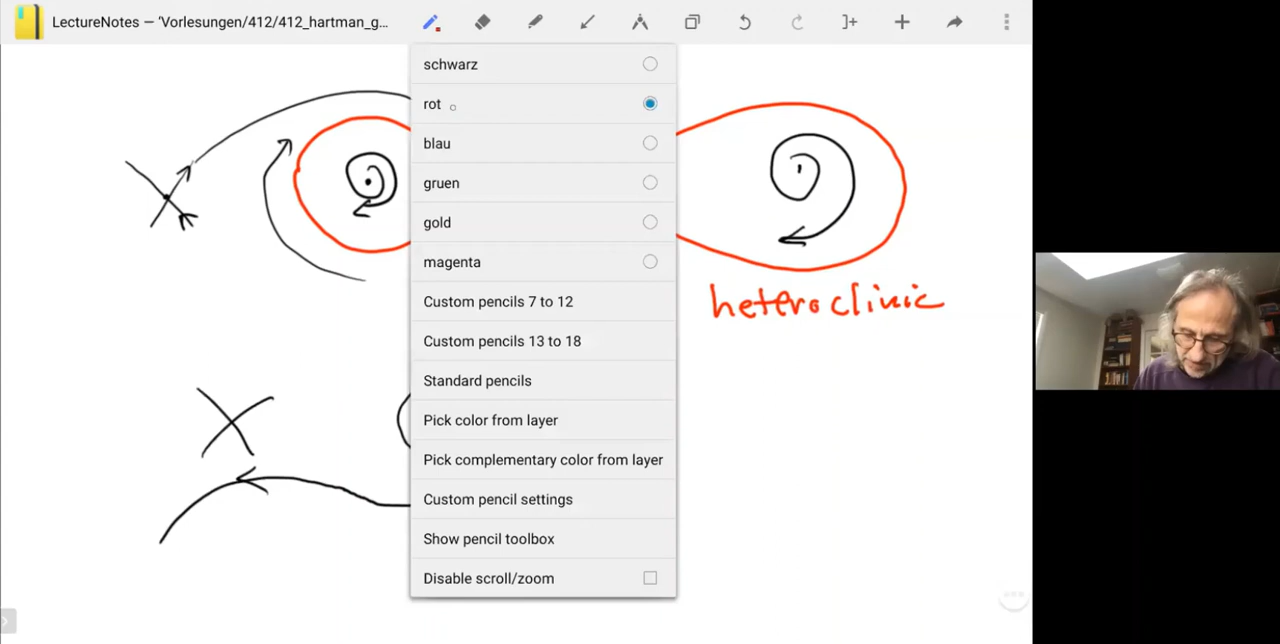 LectureNotes — ‘Vorlesungen/412/412_hartman_g...
schwarz
rot
blau
gruen
gold
magenta
Custom pencils 7 to 12
Custom pencils 13 to 18
Standard pencils
Pick color from layer
Pick complementary color from layer
Custom pencil settings
Show pencil toolbox
Disable scroll/zoom
heteroclinic